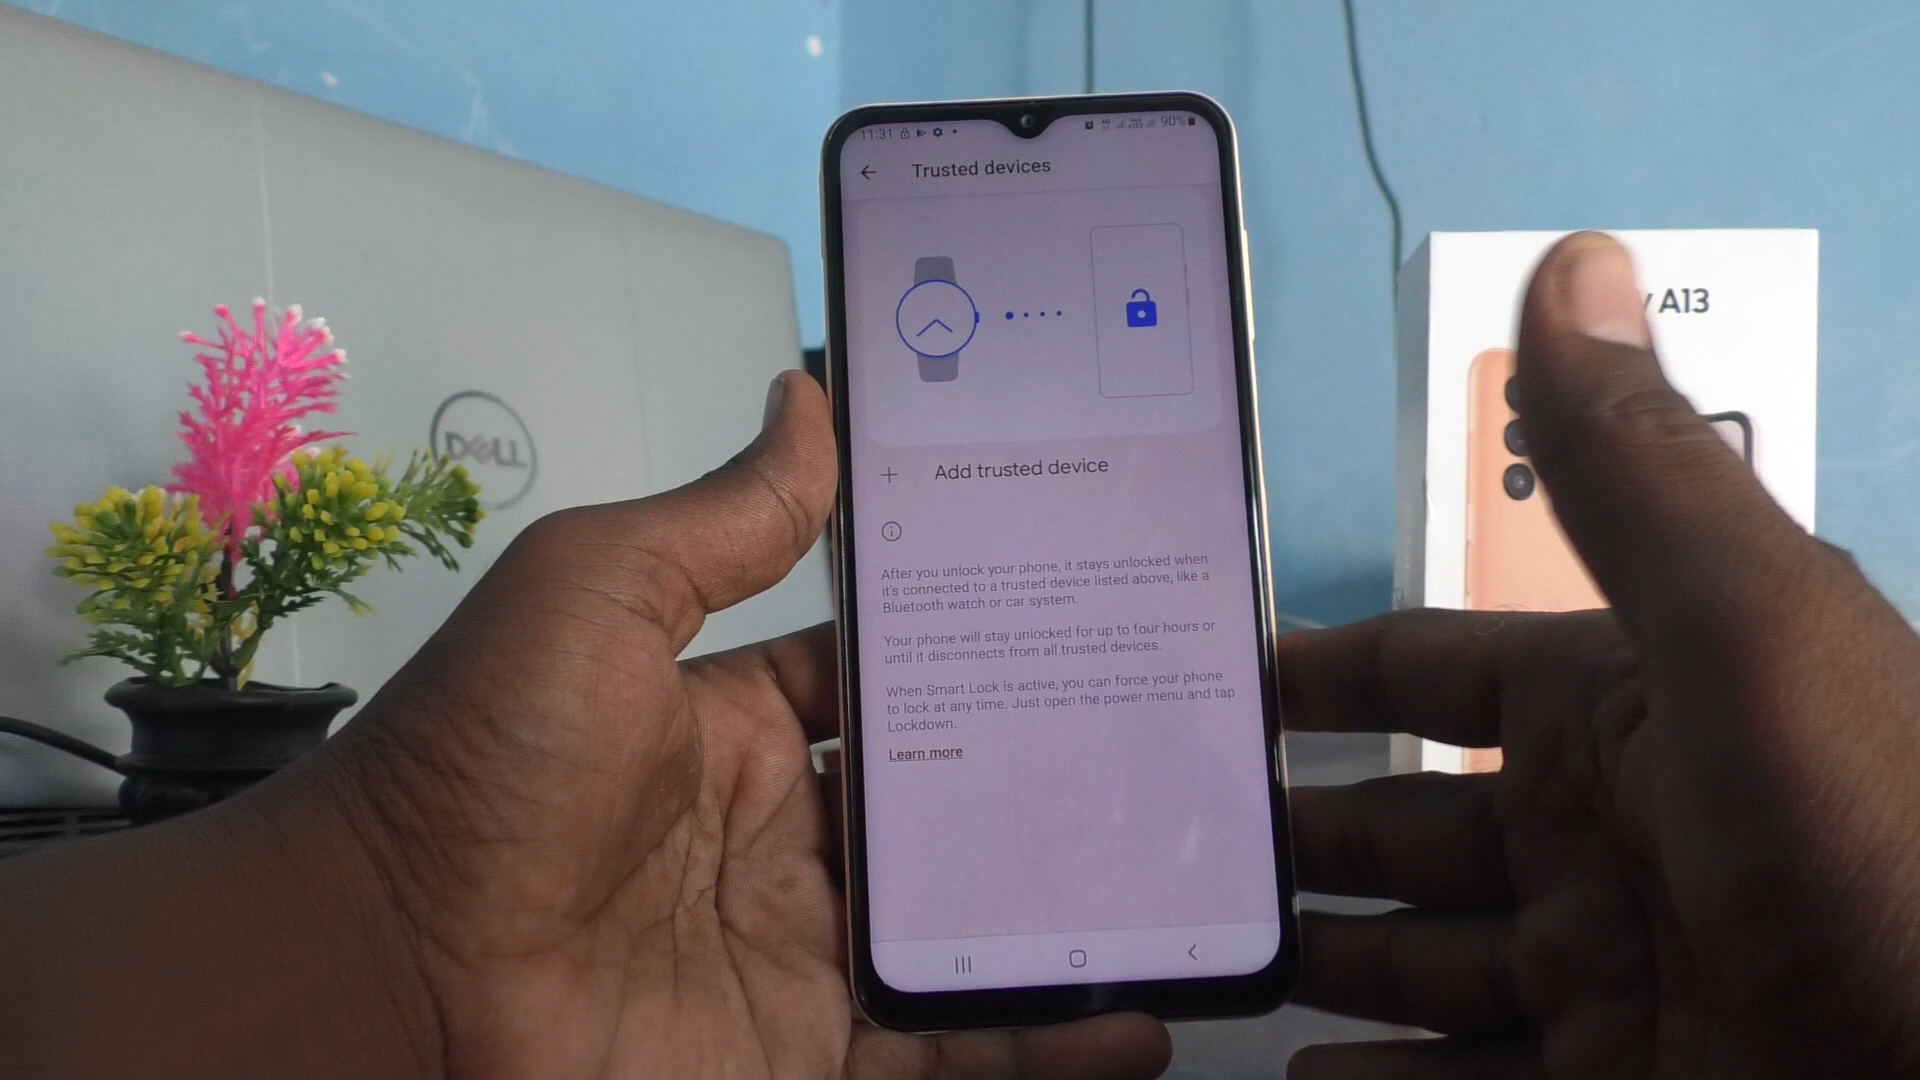 11:31
90%
Trusted devices
Add trusted device
After you unlock your phone, it stays unlocked when
it's connected to a trusted device listed above, like a
Bluetooth watch or car system.
Your phone will stay unlocked for up to four hours or
until it disconnects from all trusted devices.
When Smart Lock is active, you can force your phone
to lock at any time. Just open the power menu and tap
Lockdown.
Learn more
DELL
y A13